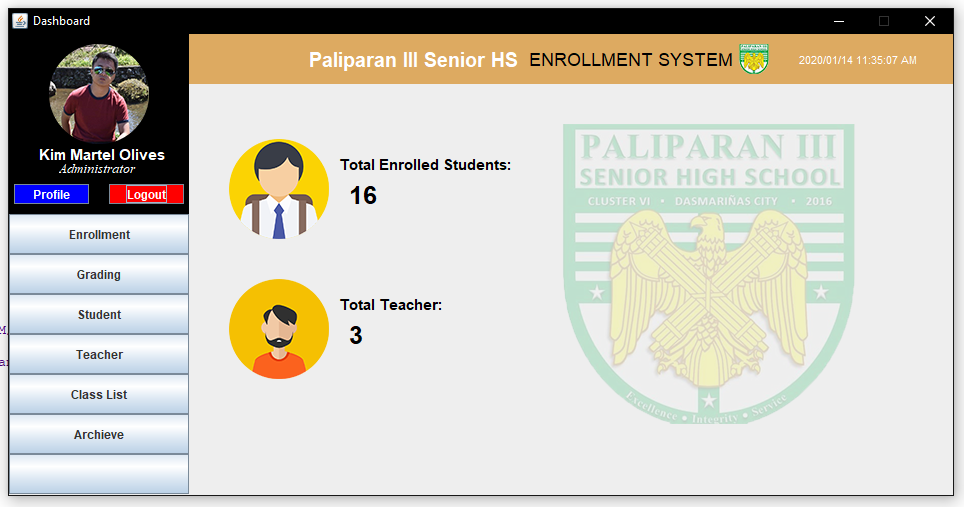 Dashboard
Paliparan III Senior HS ENROLLMENT SYSTEM 2020/01/14 11:35:07 AM
Kim Martel Olives
Administrator
Profile Logout
Enrollment
Grading
Student
Teacher
Class List
Archieve
Total Enrolled Students:
16
Total Teacher:
3
PALIPARAN III
SENIOR HIGH SCHOOL
CLUSTER VI • DASMARIÑAS CITY • 2016
Excellence • Integrity • Service